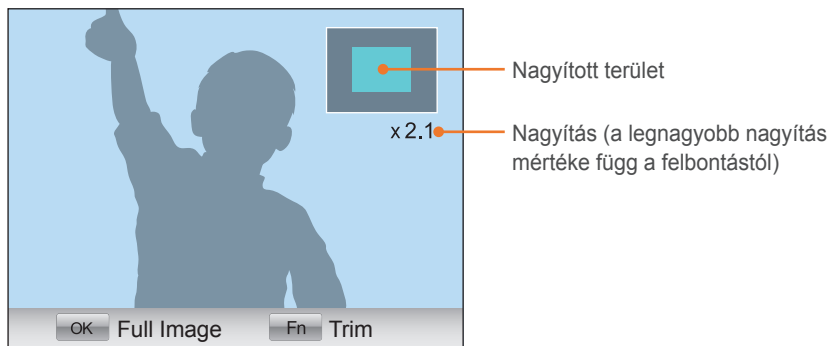 Nagyított terület
x 2.1
Nagyítás (a legnagyobb nagyítás
mértéke függ a felbontástól)
OK Full Image Fn Trim